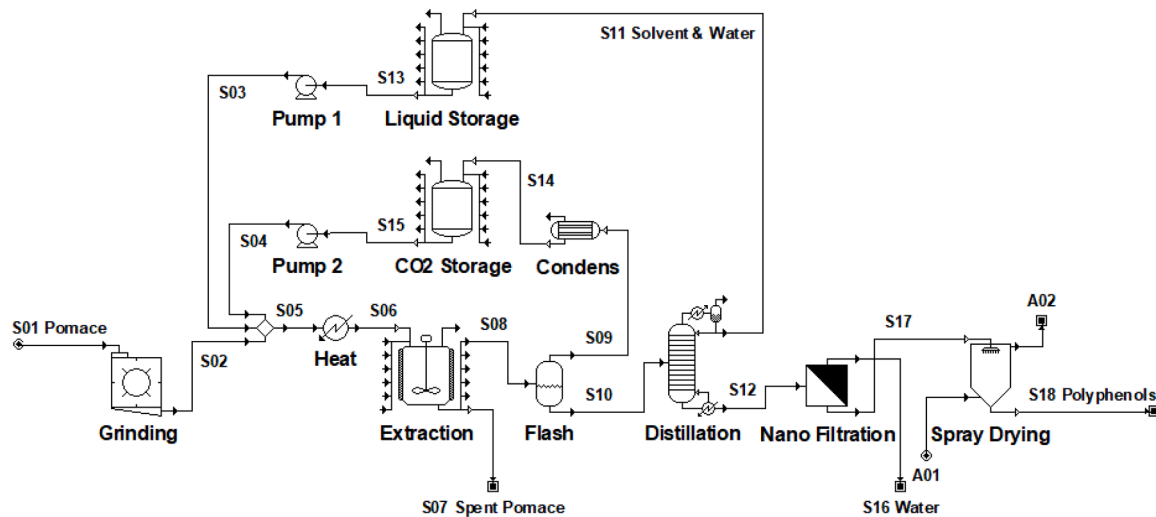 S11 Solvent & Water
S13
S03
Pump 1
Liquid Storage
S14
S15
S04
Pump 2
CO2 Storage
Condens
S01 Pomace
S05
S06
S08
S09
S02
Heat
S10
S12
S17
A02
S18 Polyphenols
Grinding
Extraction
Flash
Distillation
Nano Filtration
Spray Drying
A01
S07 Spent Pomace
S16 Water